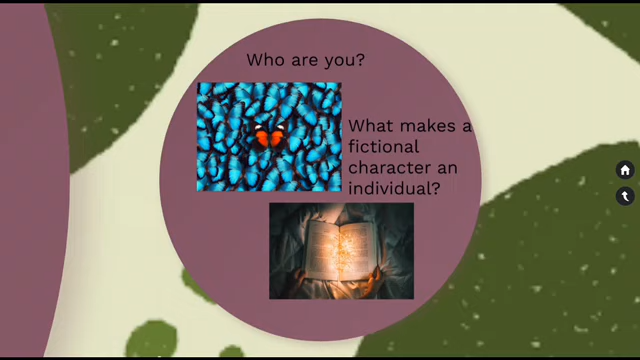 Who are you?
What makes a
fictional
character an
individual?